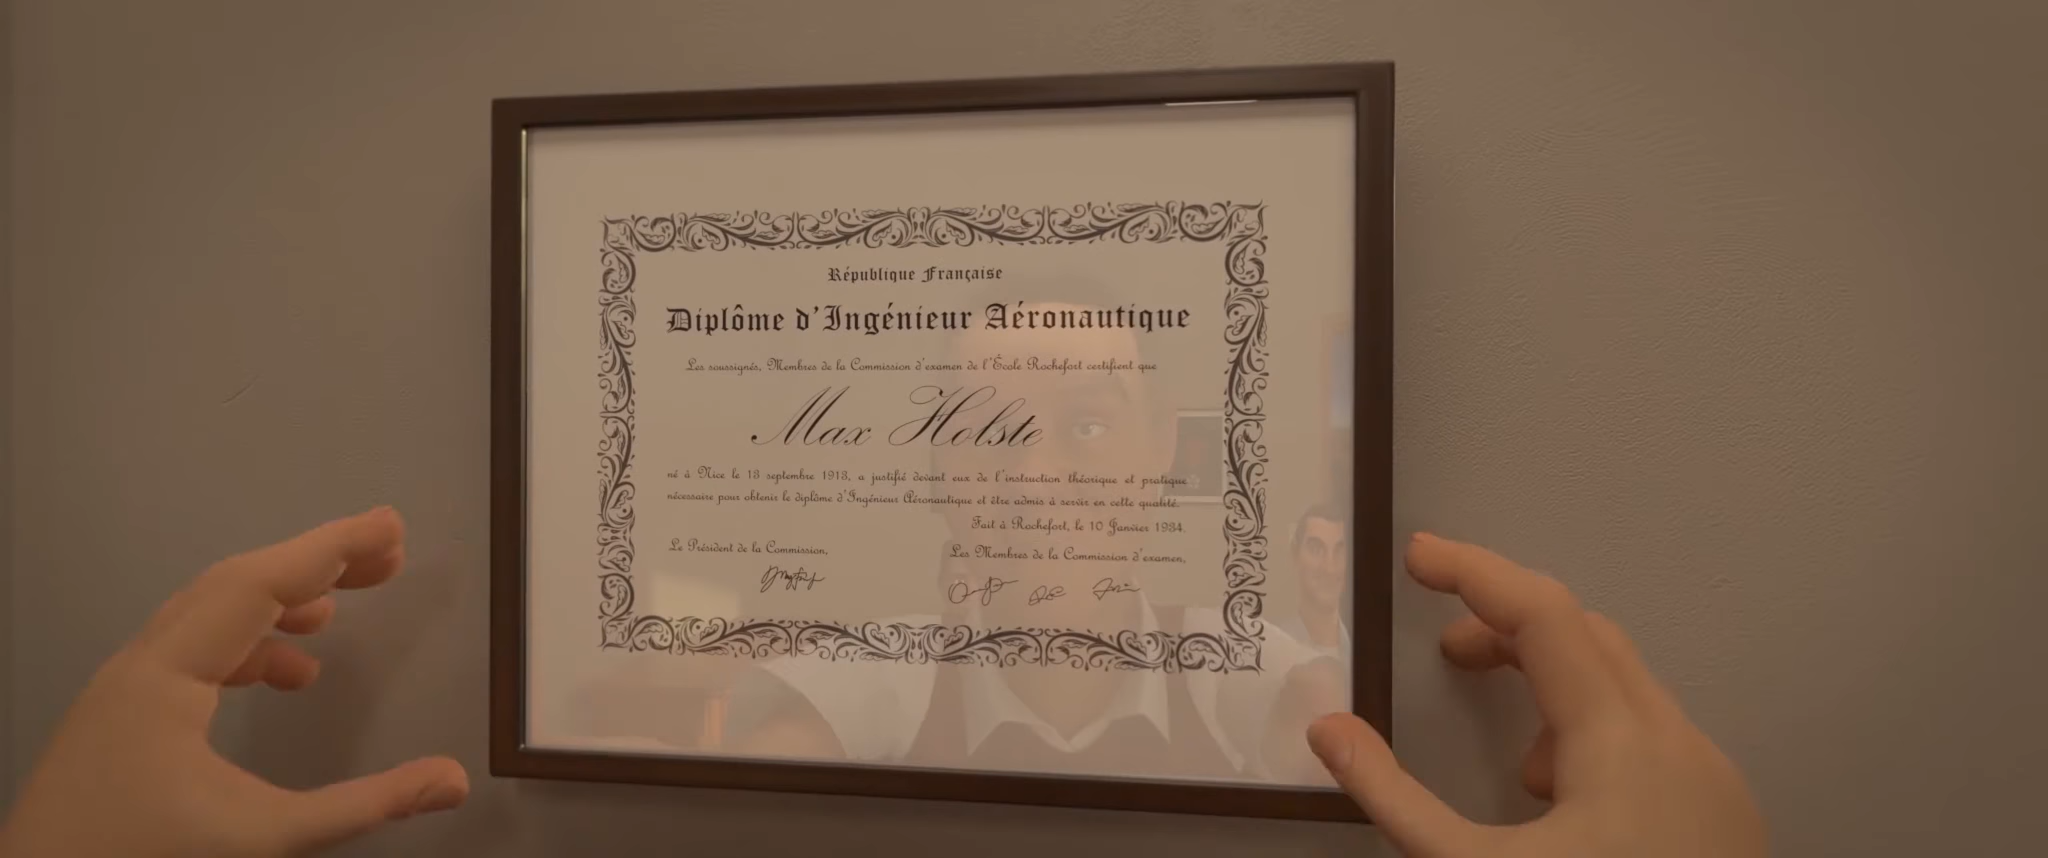 République Française
Diplôme d'Ingénieur Aéronautique
Les soussignés, Membres de la Commission d'examen de l'École Rochefort certifient que
Max Holste
né à Nice le 13 septembre 1913, a justifié devant eux de l'instruction théorique et pratique
nécessaire pour obtenir le diplôme d'Ingénieur Aéronautique et être admis à servir en cette qualité.
Fait à Rochefort, le 10 Janvier 1934.
Le Président de la Commission,
Les Membres de la Commission d'examen,